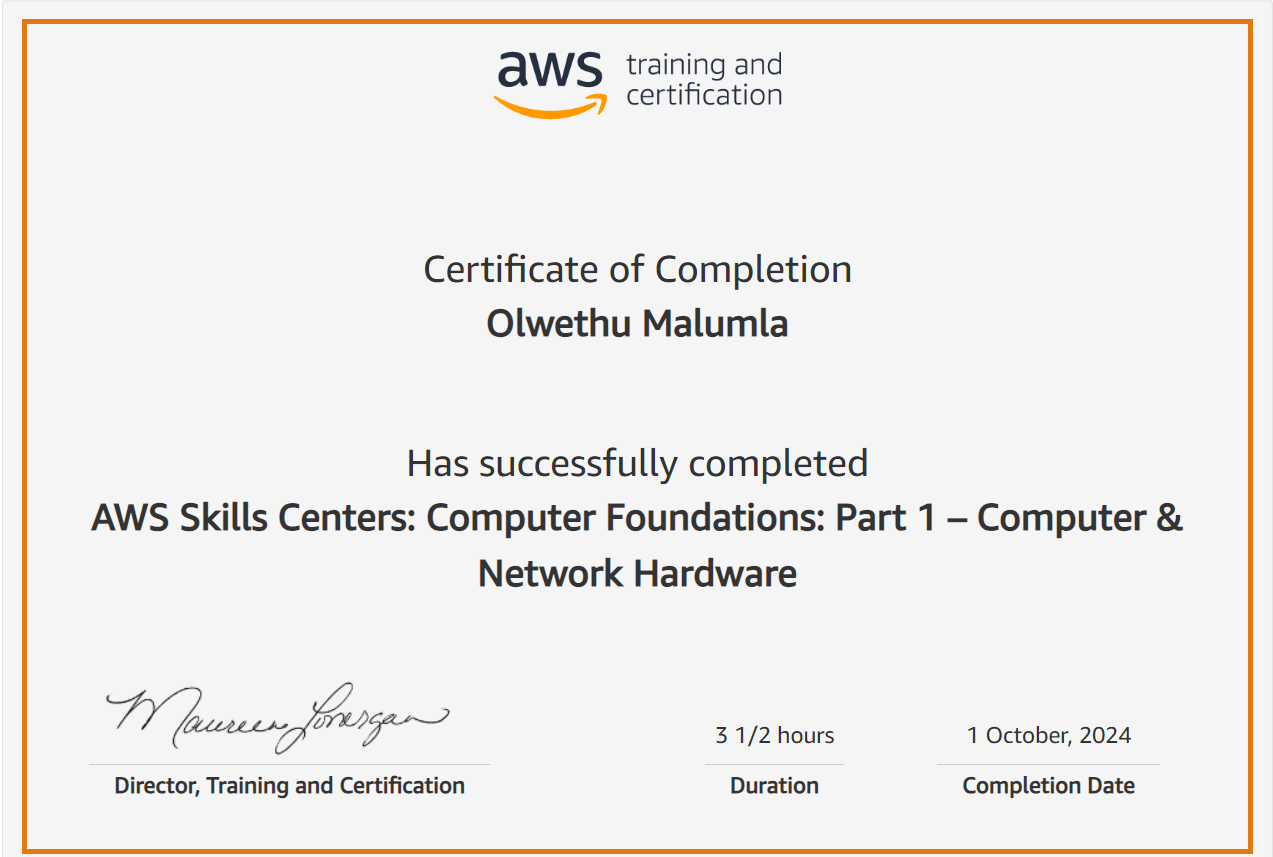 aws training and
certification
Certificate of Completion
Olwethu Malumla
Has successfully completed
AWS Skills Centers: Computer Foundations: Part 1 – Computer &
Network Hardware
Maureen Lonergan
3 1/2 hours
1 October, 2024
Director, Training and Certification
Duration
Completion Date